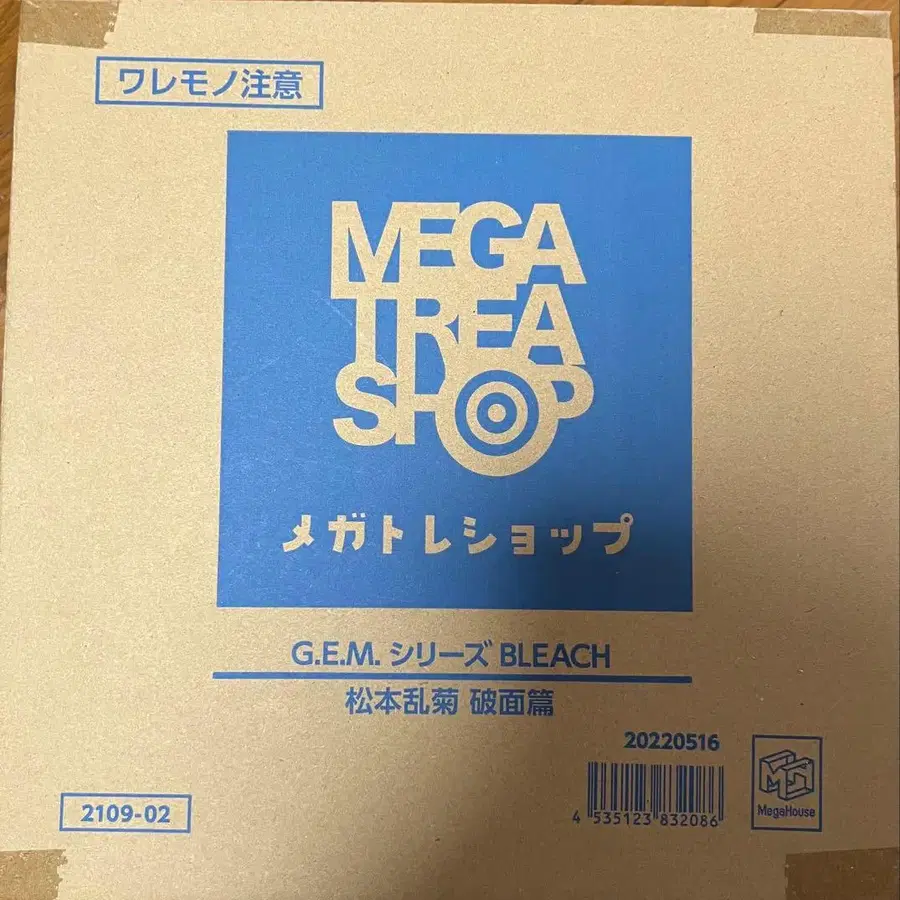 ワレモノ注意
MEGA
TREA
SHOP
メガトレショップ
G.E.M. シリーズ BLEACH
松本乱菊 破面篇
20220516
4 535123 832086
MegaHouse
2109-02